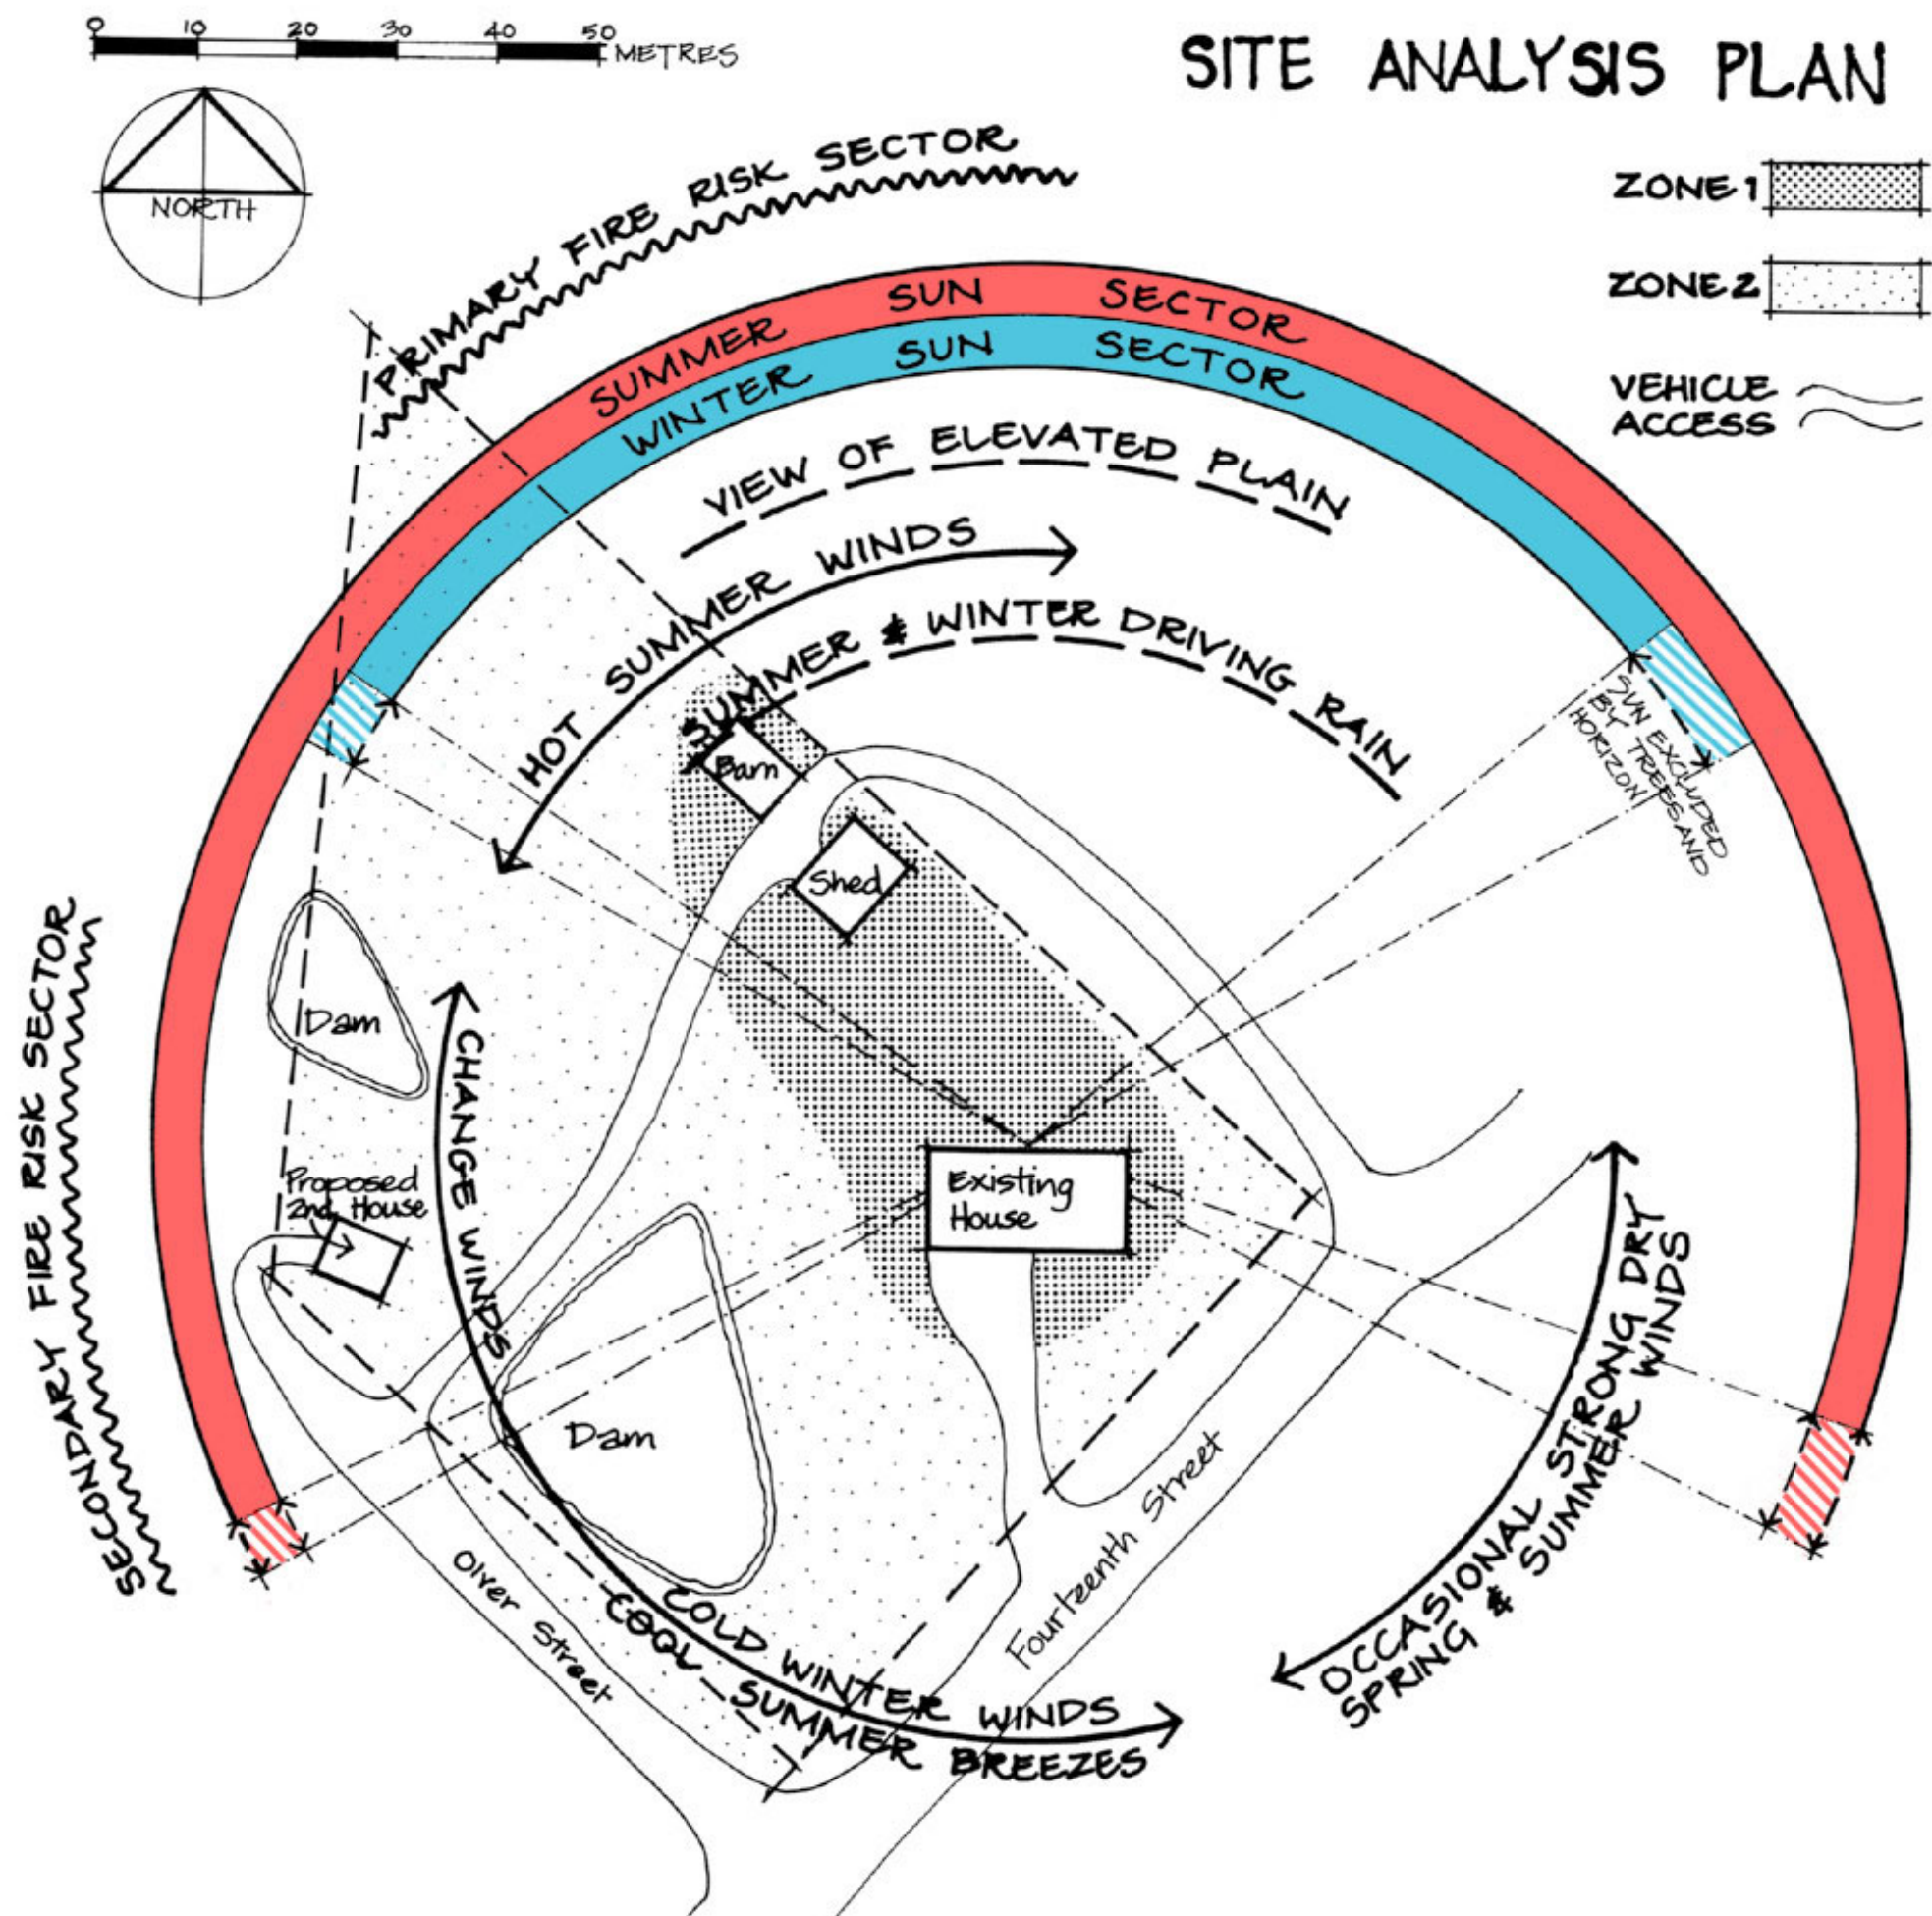 0 10 20 30 40 50
METRES
SITE ANALYSIS PLAN
NORTH
ZONE 1
ZONE 2
VEHICLE
ACCESS
PRIMARY FIRE RISK SECTOR
SUMMER SUN SECTOR
WINTER SUN SECTOR
VIEW OF ELEVATED PLAIN
HOT SUMMER WINDS
SUMMER & WINTER DRIVING RAIN
SUN EXCLUDED
BY TREES AND
HORIZON
Barn
Shed
SECONDARY FIRE RISK SECTOR
Dam
CHANGE WINDS
Proposed
2nd House
Existing
House
Dam
OCCASIONAL STRONG DRY
SPRING & SUMMER WINDS
Olver Street
Fourteenth Street
COLD WINTER WINDS
COOL SUMMER BREEZES